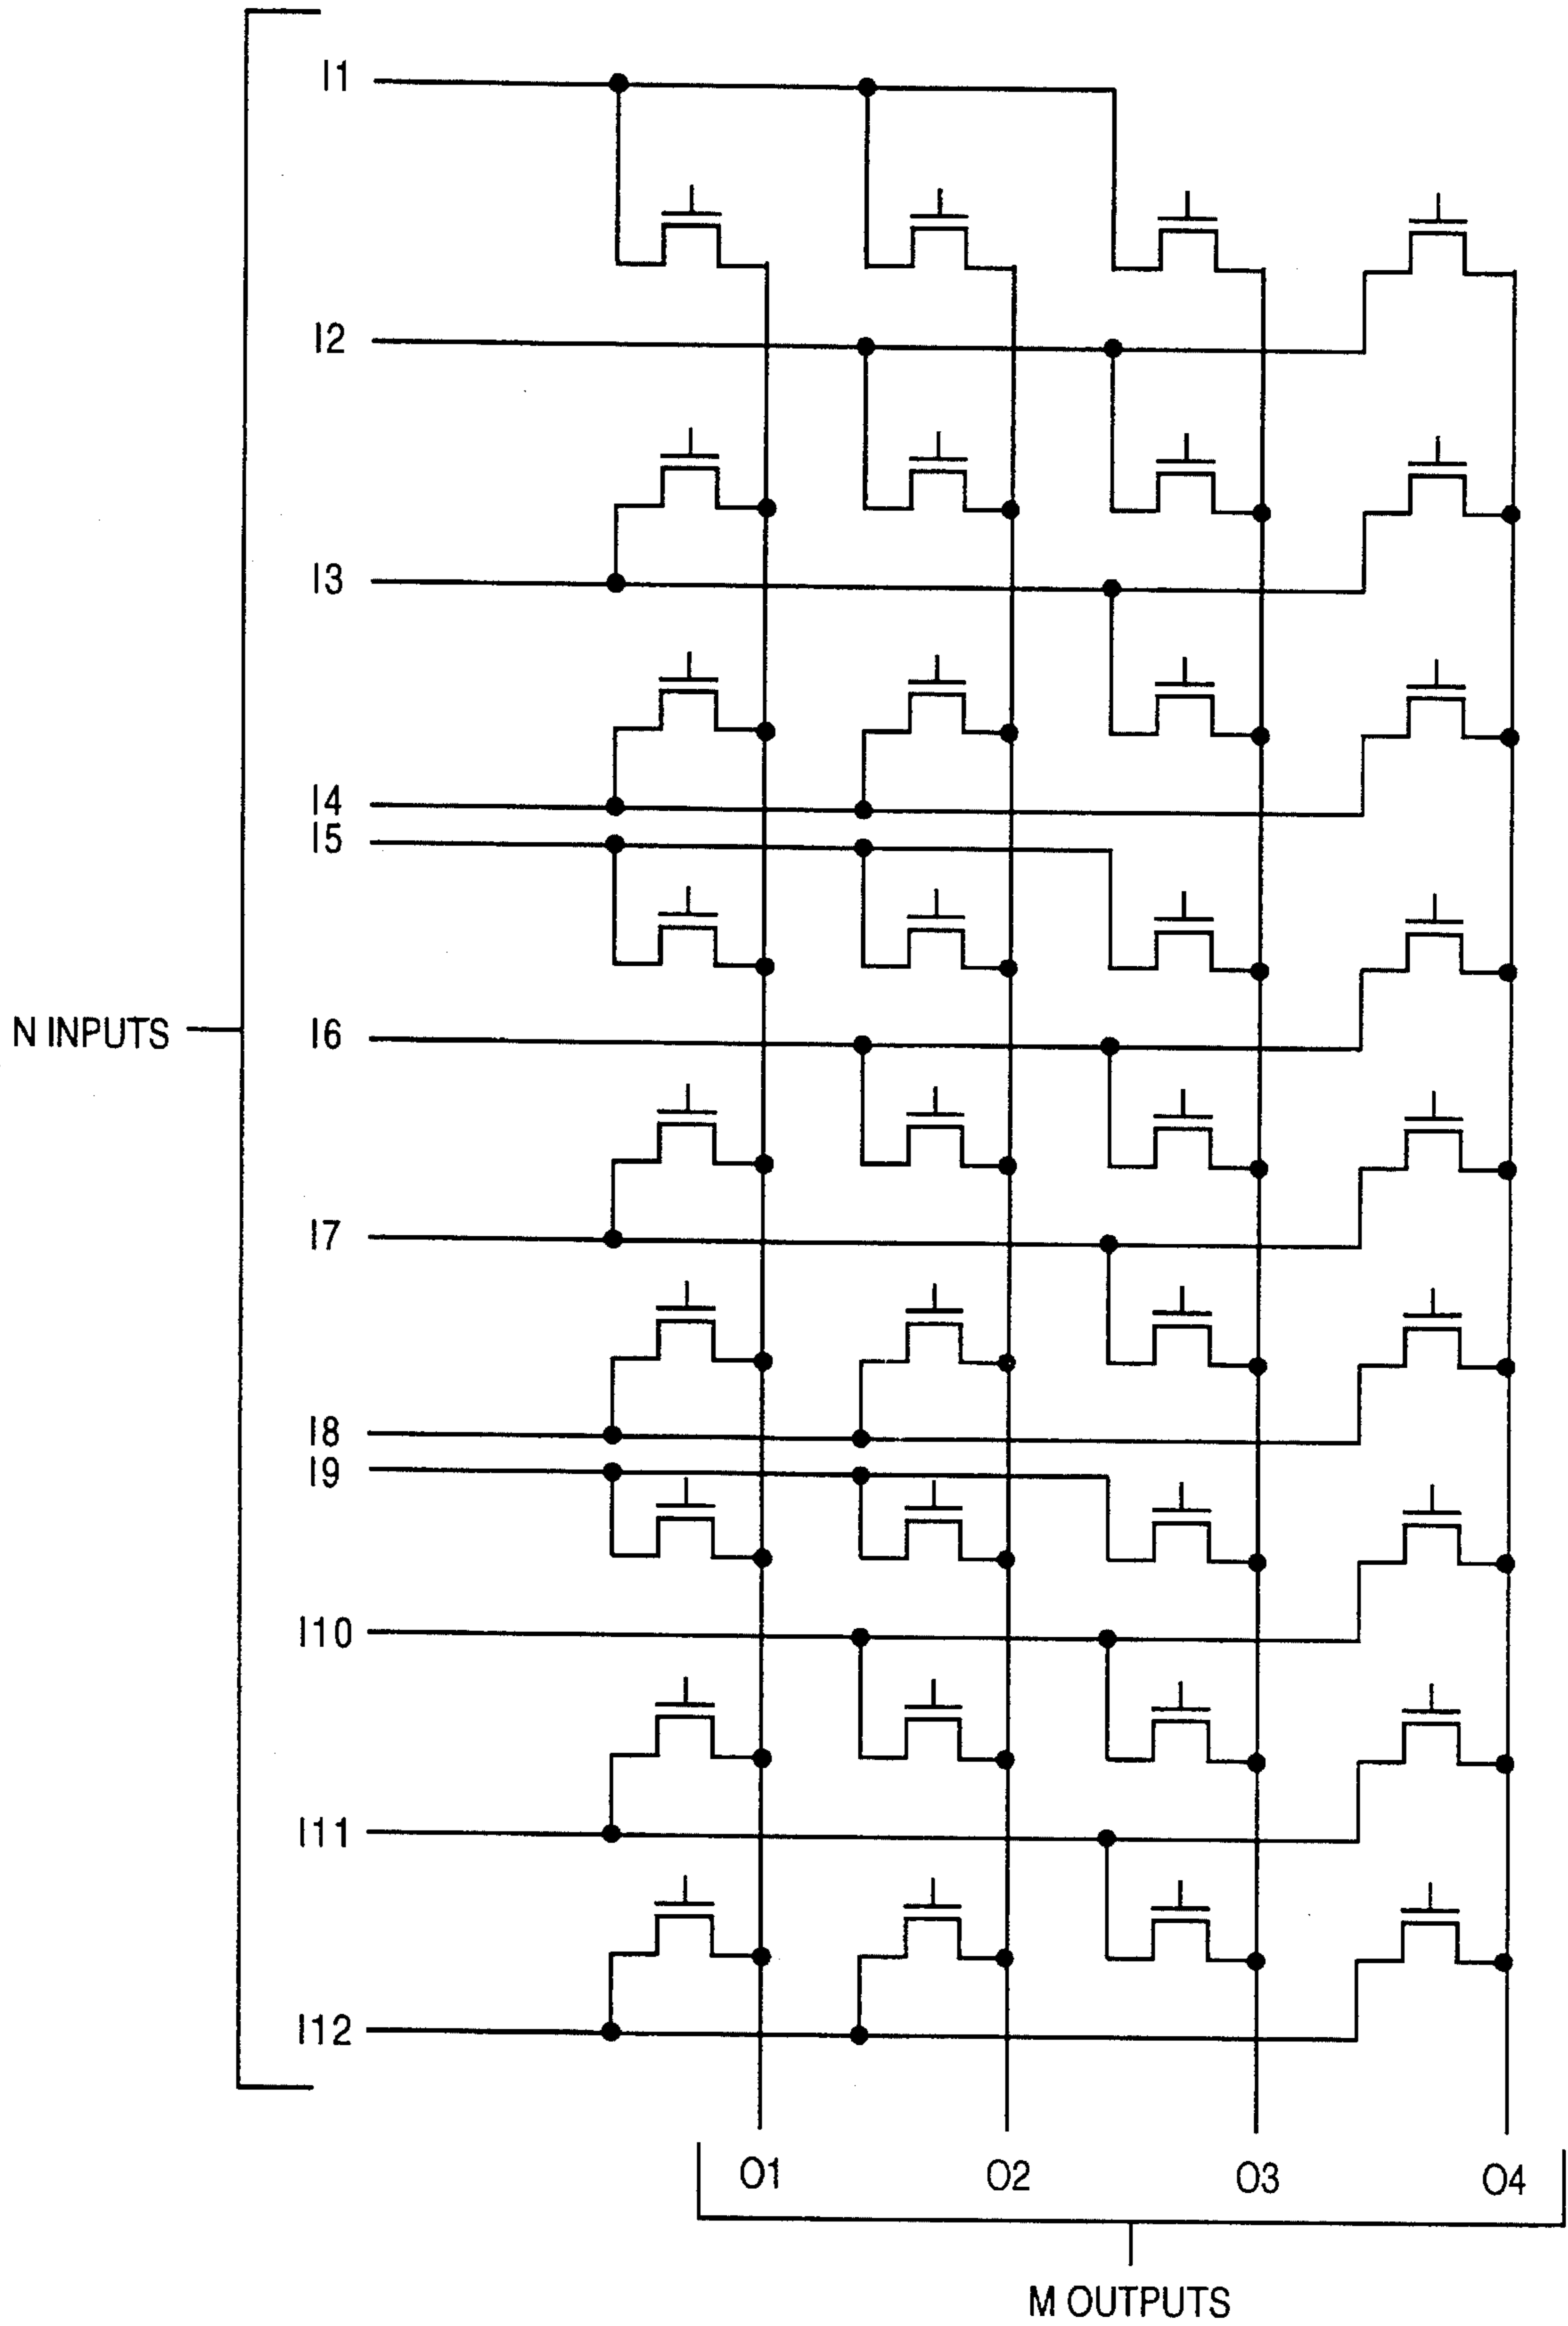 I1
I2
I3
I4
I5
N INPUTS
I6
I7
I8
I9
I10
I11
I12
O1 O2 O3 O4
M OUTPUTS